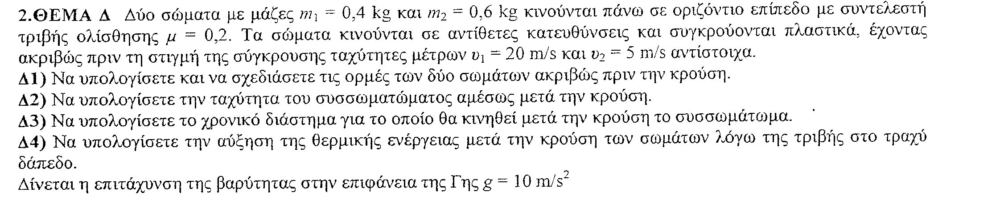 2.ΘΕΜΑ Δ Δύο σώματα με μάζες m₁ = 0,4 kg και m₂ = 0,6 kg κινούνται πάνω σε οριζόντιο επίπεδο με συντελεστή
τριβής ολίσθησης μ = 0,2. Τα σώματα κινούνται σε αντίθετες κατευθύνσεις και συγκρούονται πλαστικά, έχοντας
ακριβώς πριν τη στιγμή της σύγκρουσης ταχύτητες μέτρων υ₁ = 20 m/s και υ₂ = 5 m/s αντίστοιχα.
Δ1) Να υπολογίσετε και να σχεδιάσετε τις ορμές των δύο σωμάτων ακριβώς πριν την κρούση.
Δ2) Να υπολογίσετε την ταχύτητα του συσσωματώματος αμέσως μετά την κρούση.
Δ3) Να υπολογίσετε το χρονικό διάστημα για το οποίο θα κινηθεί μετά την κρούση το συσσωμάτωμα.
Δ4) Να υπολογίσετε την αύξηση της θερμικής ενέργειας μετά την κρούση των σωμάτων λόγω της τριβής στο τραχύ
δάπεδο.
Δίνεται η επιτάχυνση της βαρύτητας στην επιφάνεια της Γης g = 10 m/s²